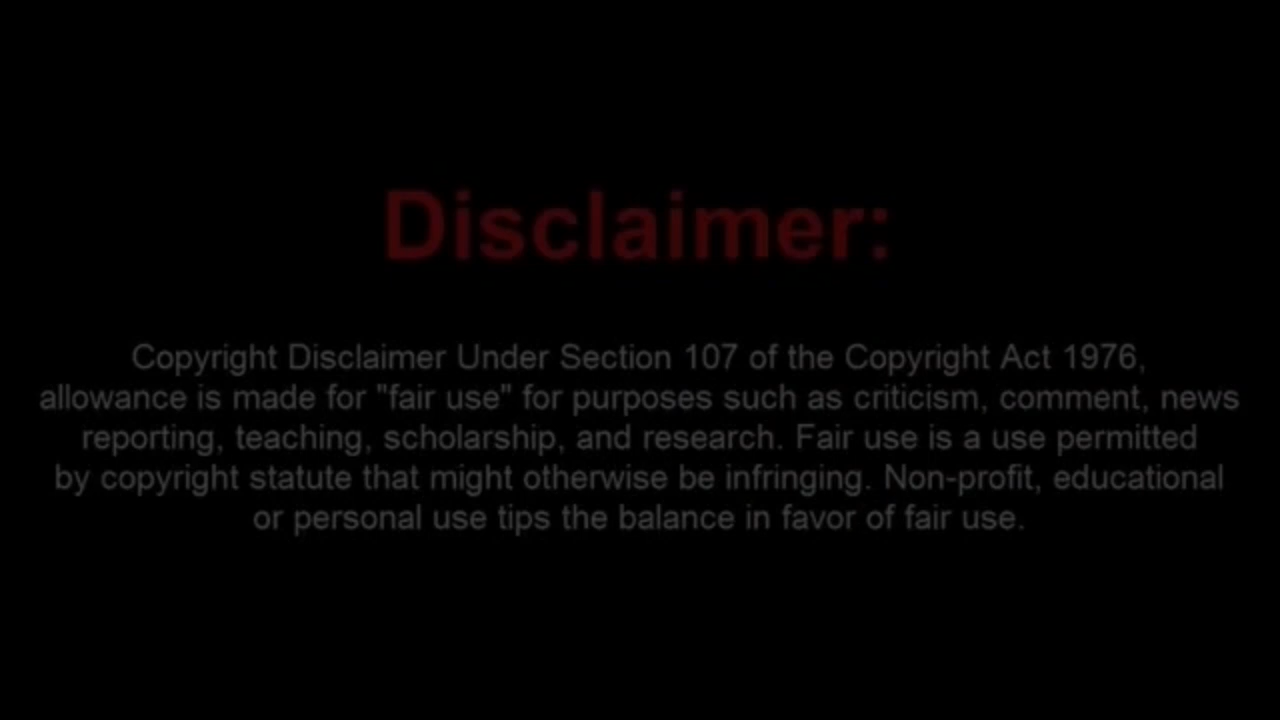 Disclaimer:
Copyright Disclaimer Under Section 107 of the Copyright Act 1976,
allowance is made for "fair use" for purposes such as criticism, comment, news
reporting, teaching, scholarship, and research. Fair use is a use permitted
by copyright statute that might otherwise be infringing. Non-profit, educational
or personal use tips the balance in favor of fair use.